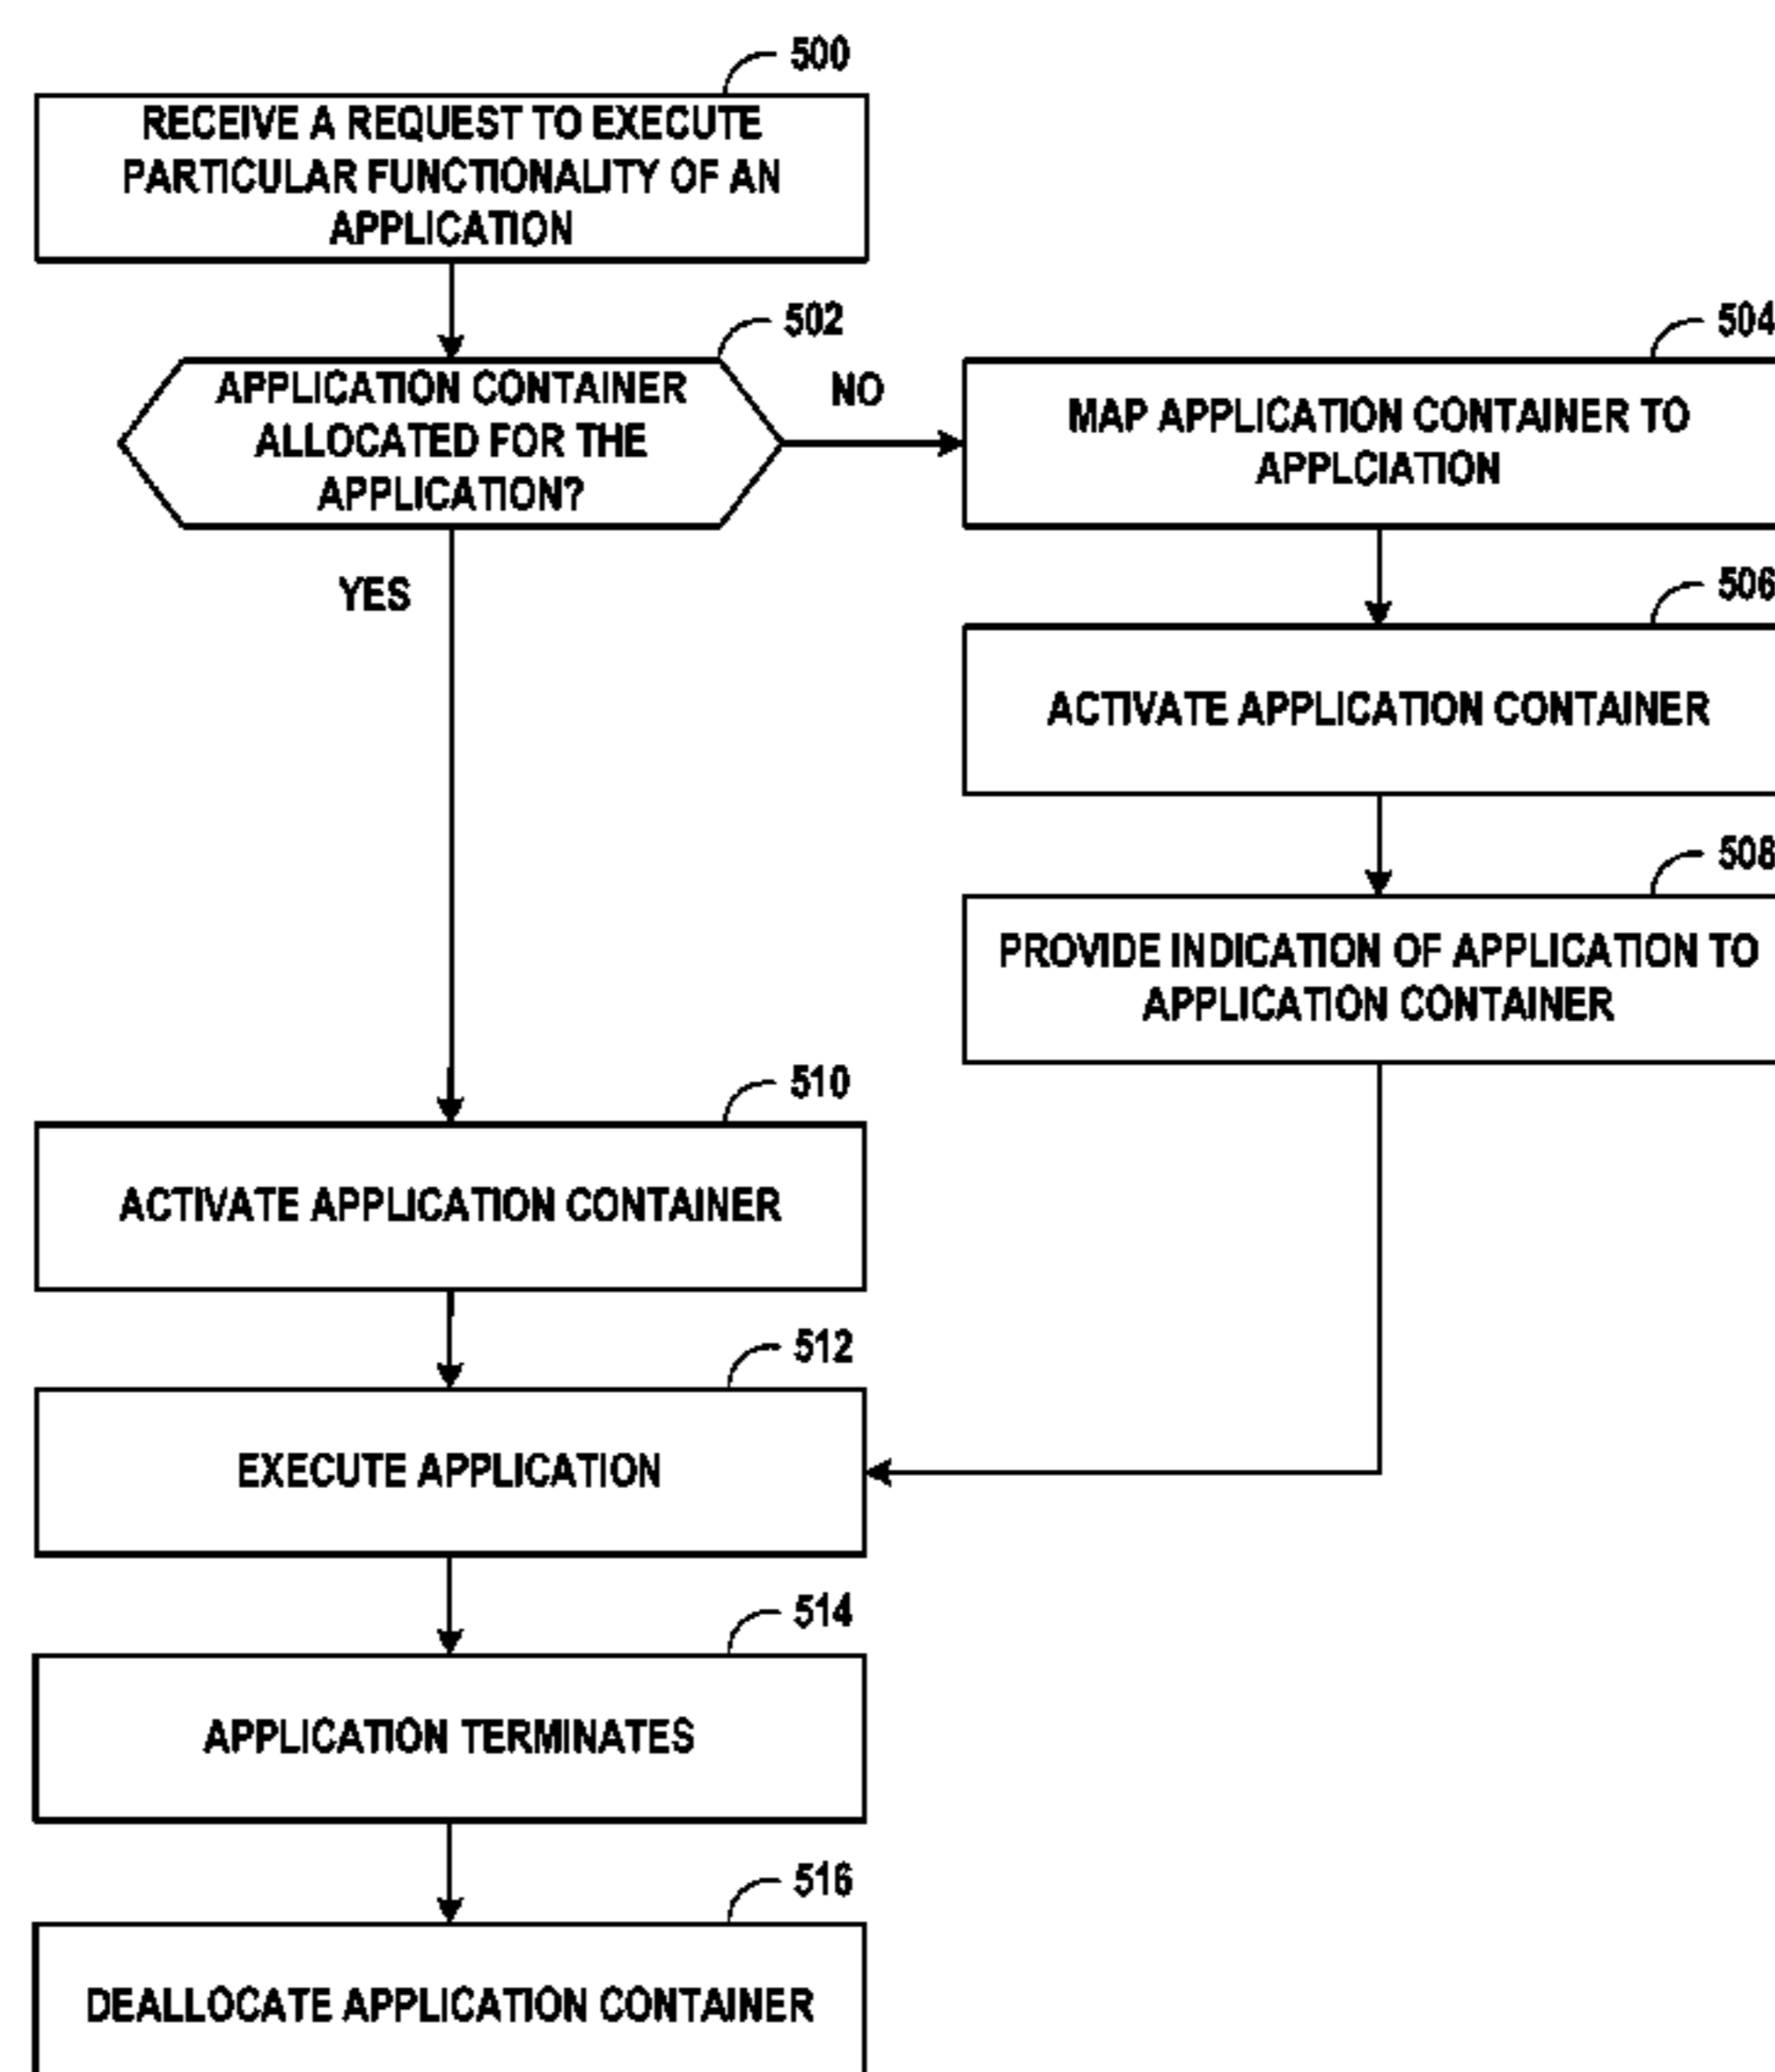 500
RECEIVE A REQUEST TO EXECUTE
PARTICULAR FUNCTIONALITY OF AN
APPLICATION
502
APPLICATION CONTAINER
ALLOCATED FOR THE
APPLICATION?
NO
YES
504
MAP APPLICATION CONTAINER TO
APPLCIATION
506
ACTIVATE APPLICATION CONTAINER
508
PROVIDE INDICATION OF APPLICATION TO
APPLICATION CONTAINER
510
ACTIVATE APPLICATION CONTAINER
512
EXECUTE APPLICATION
514
APPLICATION TERMINATES
516
DEALLOCATE APPLICATION CONTAINER